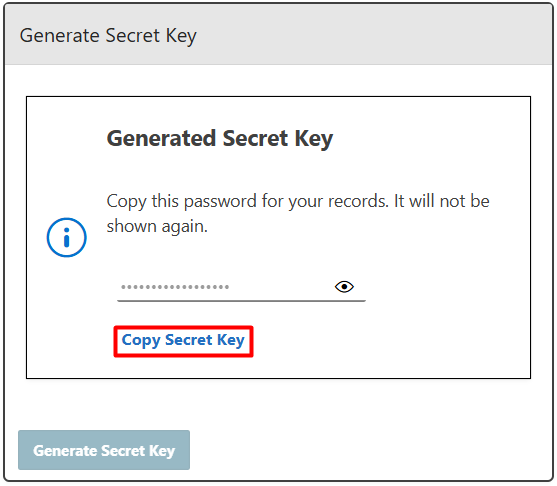 Generate Secret Key
Generated Secret Key
Copy this password for your records. It will not be
shown again.
••••••••••••••••••
Copy Secret Key
Generate Secret Key